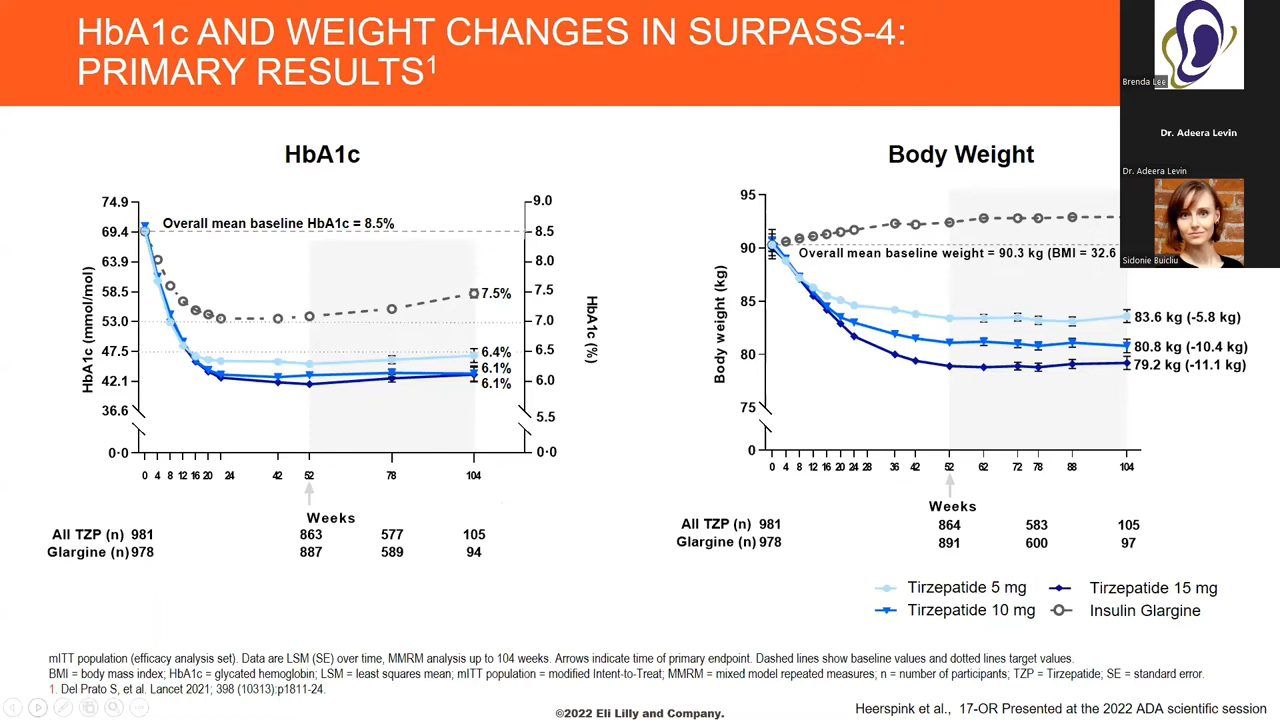 HbA1c AND WEIGHT CHANGES IN SURPASS-4:
PRIMARY RESULTS1
Brenda Lee
Dr. Adeera Levin
Dr. Adeera Levin
Sidonie Buicliu
HbA1c
74.9
69.4
63.9
58.5
53.0
47.5
42.1
36.6
0·0
HbA1c (mmol/mol)
Overall mean baseline HbA1c = 8.5%
9.0
8.5
8.0
7.5
7.0
6.5
6.0
5.5
0·0
HbA1c (%)
7.5%
6.4%
6.1%
6.1%
0 4 8 12 16 20 24 42 52 78 104
Weeks
All TZP (n) 981 863 577 105
Glargine (n) 978 887 589 94
Body Weight
95
90
85
80
75
0
Body weight (kg)
Overall mean baseline weight = 90.3 kg (BMI = 32.6
83.6 kg (-5.8 kg)
80.8 kg (-10.4 kg)
79.2 kg (-11.1 kg)
0 4 8 12 16 20 24 28 36 42 52 62 72 78 88 104
Weeks
All TZP (n) 981 864 583 105
Glargine (n) 978 891 600 97
Tirzepatide 5 mg Tirzepatide 15 mg
Tirzepatide 10 mg Insulin Glargine
mITT population (efficacy analysis set). Data are LSM (SE) over time, MMRM analysis up to 104 weeks. Arrows indicate time of primary endpoint. Dashed lines show baseline values and dotted lines target values.
BMI = body mass index; HbA1c = glycated hemoglobin; LSM = least squares mean; mITT population = modified Intent-to-Treat; MMRM = mixed model repeated measures; n = number of participants; TZP = Tirzepatide; SE = standard error.
1. Del Prato S, et al. Lancet 2021; 398 (10313):p1811-24.
©2022 Eli Lilly and Company.
Heerspink et al., 17-OR Presented at the 2022 ADA scientific session